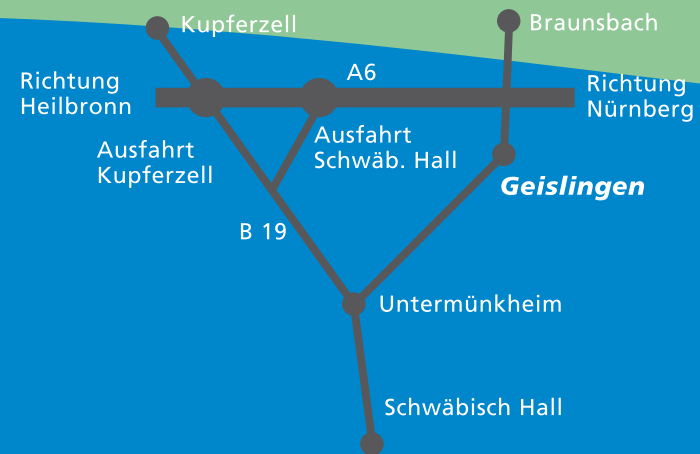 Kupferzell
Braunsbach
A6
Richtung
Heilbronn
Richtung
Nürnberg
Ausfahrt
Kupferzell
Ausfahrt
Schwäb. Hall
Geislingen
B 19
Untermünkheim
Schwäbisch Hall